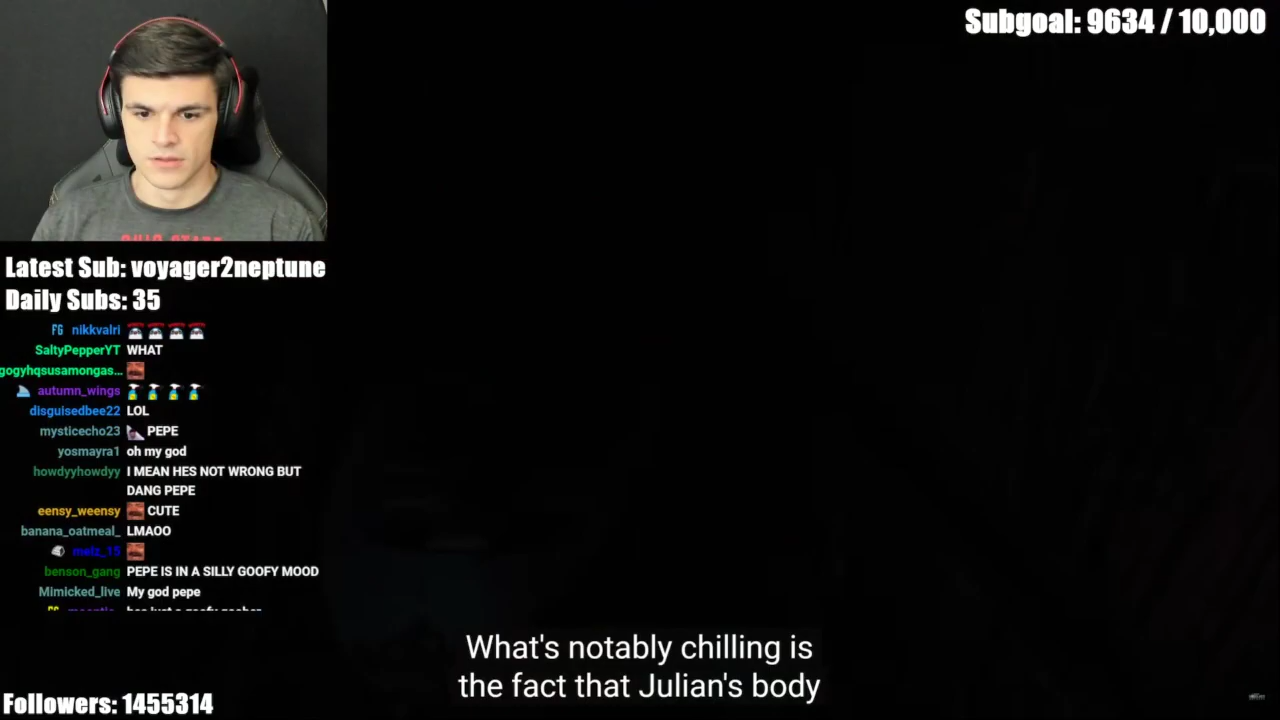 Subgoal: 9634 / 10,000
Latest Sub: voyager2neptune
Daily Subs: 35
nikkvalri
SaltyPepperYT WHAT
gogyhqsusamongas...
autumn_wings
disguisedbee22 LOL
mysticecho23 PEPE
yosmayra1 oh my god
howdyyhowdyy I MEAN HES NOT WRONG BUT
DANG PEPE
eensy_weensy CUTE
banana_oatmeal_ LMAOO
melz_15
benson_gang PEPE IS IN A SILLY GOOFY MOOD
Mimicked_live My god pepe
What's notably chilling is
the fact that Julian's body
Followers: 1455314